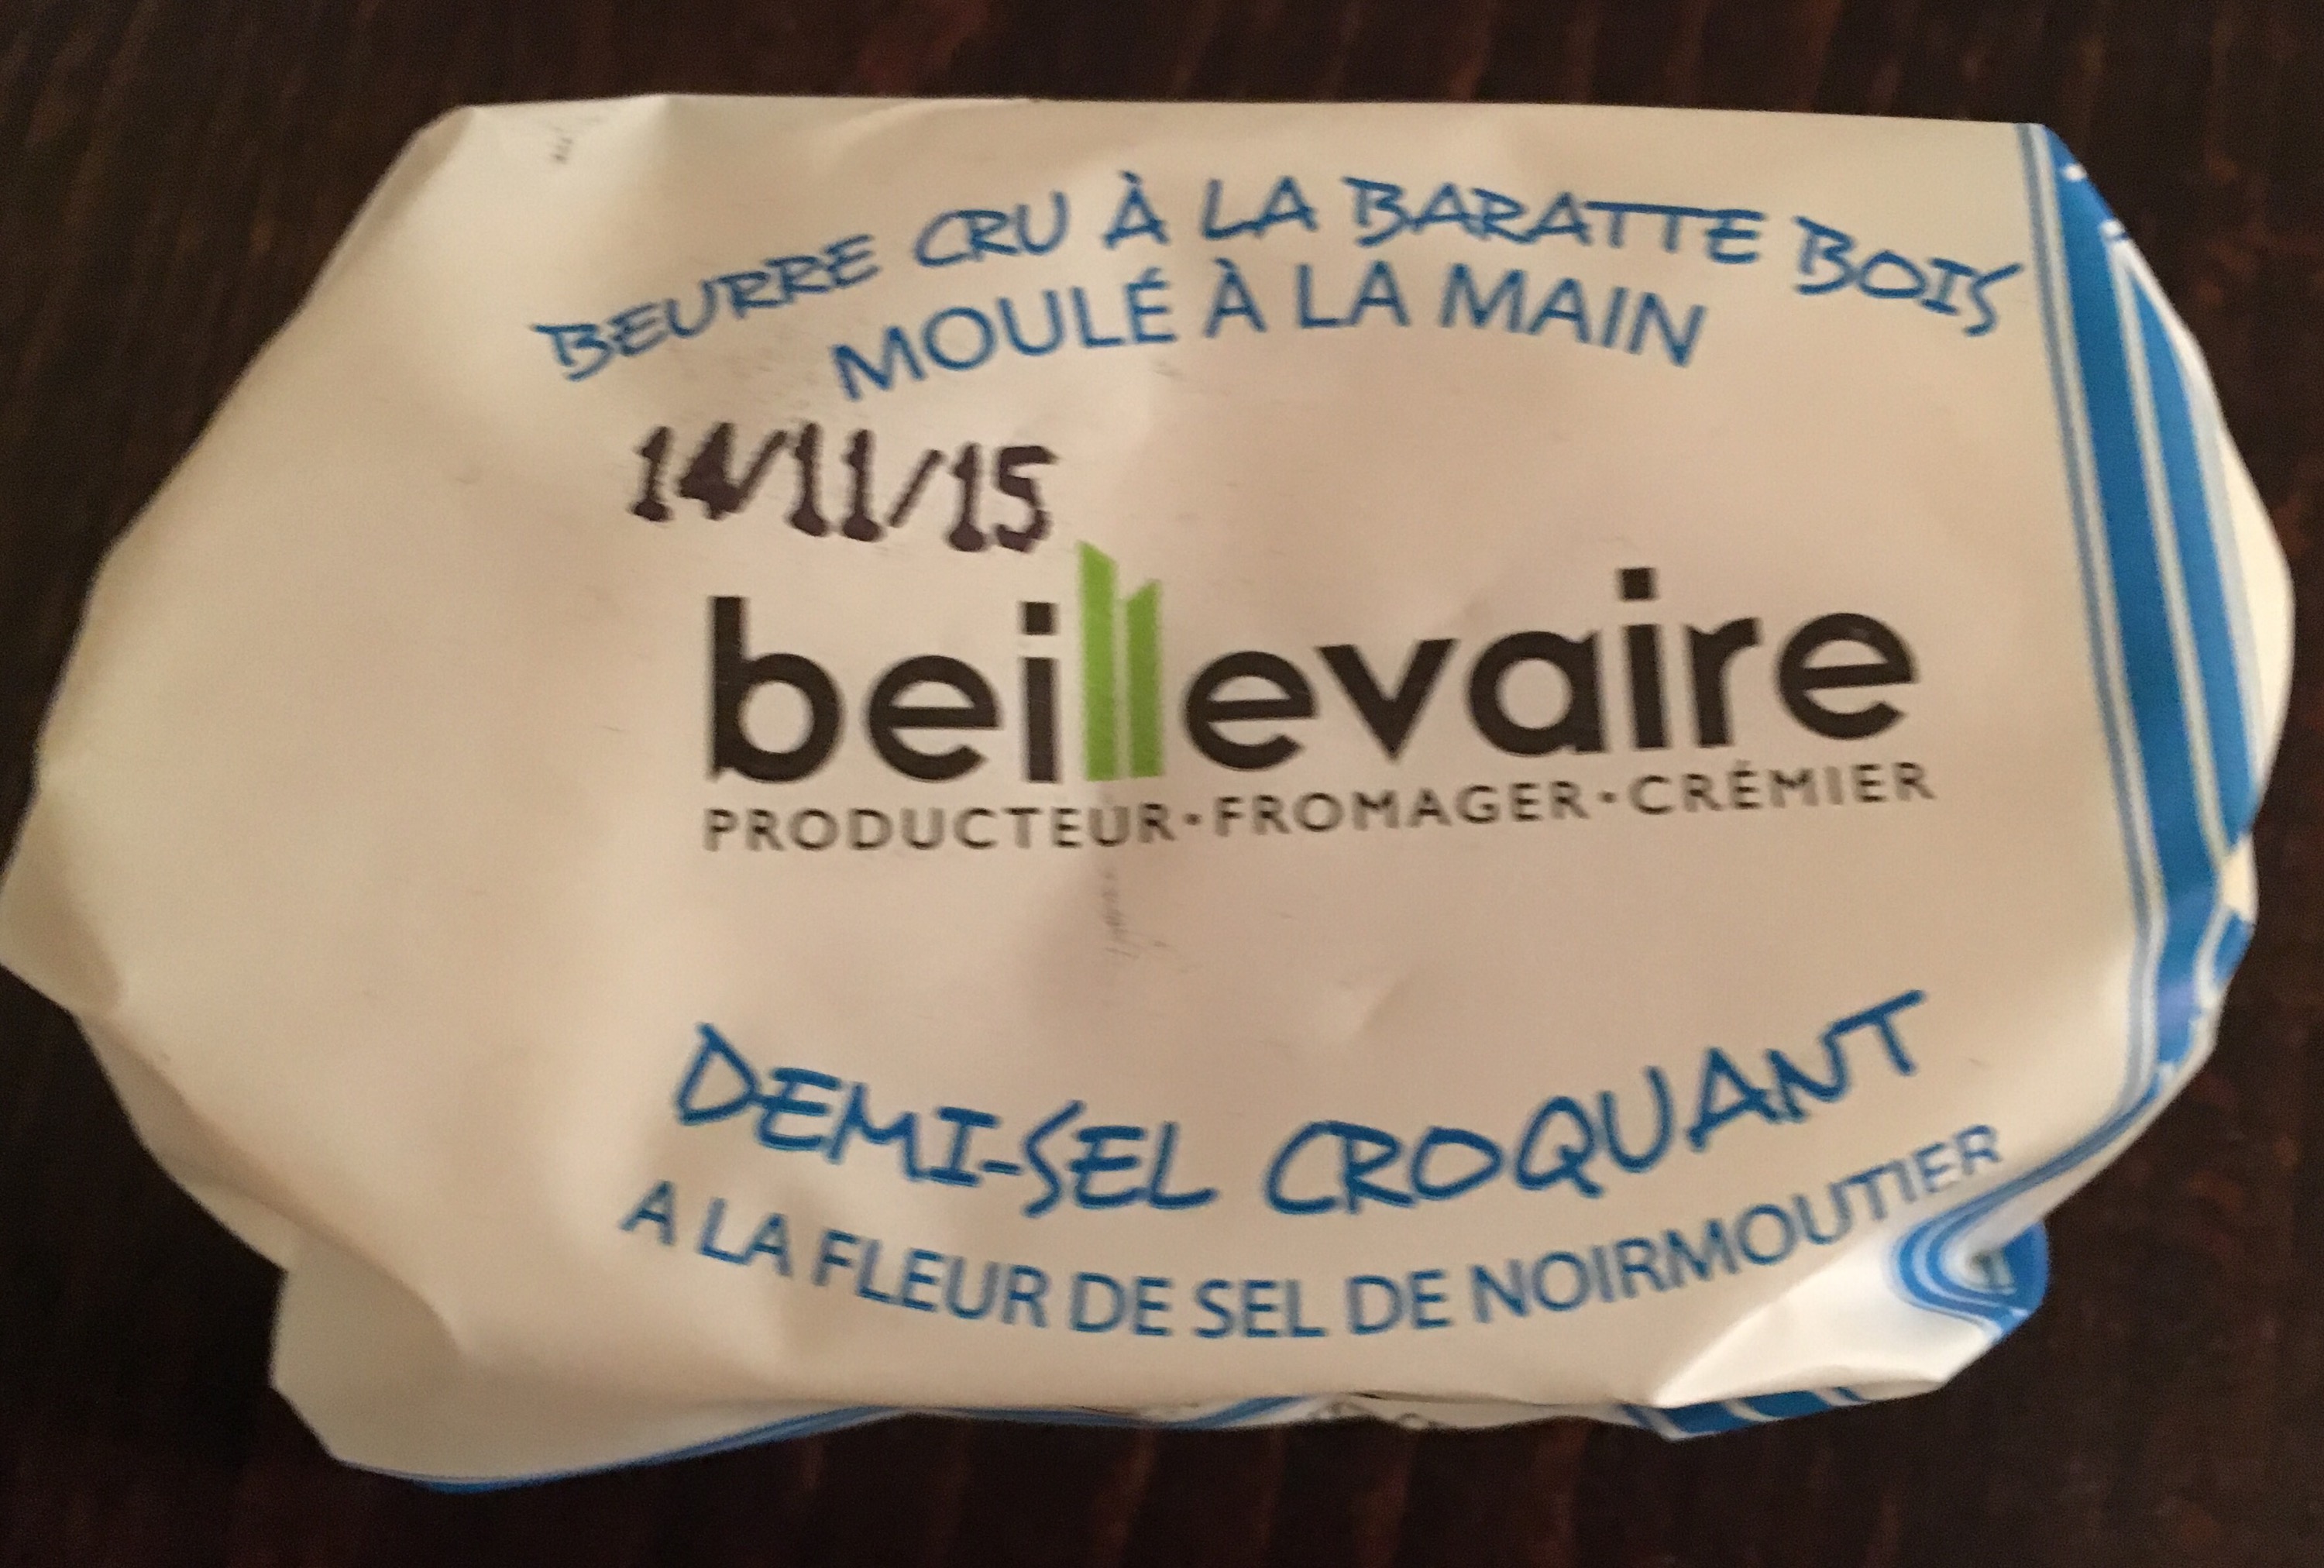 BEURRE CRU À LA BARATTE BOIS
MOULÉ À LA MAIN
14/11/15
beillevaire
PRODUCTEUR•FROMAGER•CRÉMIER
DEMI-SEL CROQUANT
A LA FLEUR DE SEL DE NOIRMOUTIER